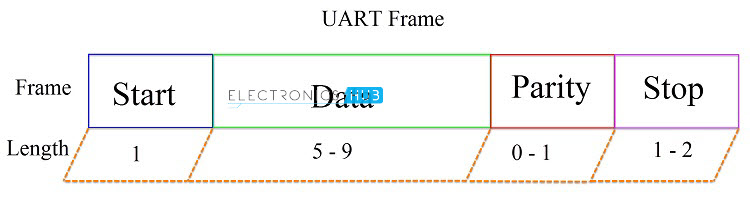 UART Frame
Frame Start Data Parity Stop
ELECTRONICS HUB
Length 1 5 - 9 0 - 1 1 - 2